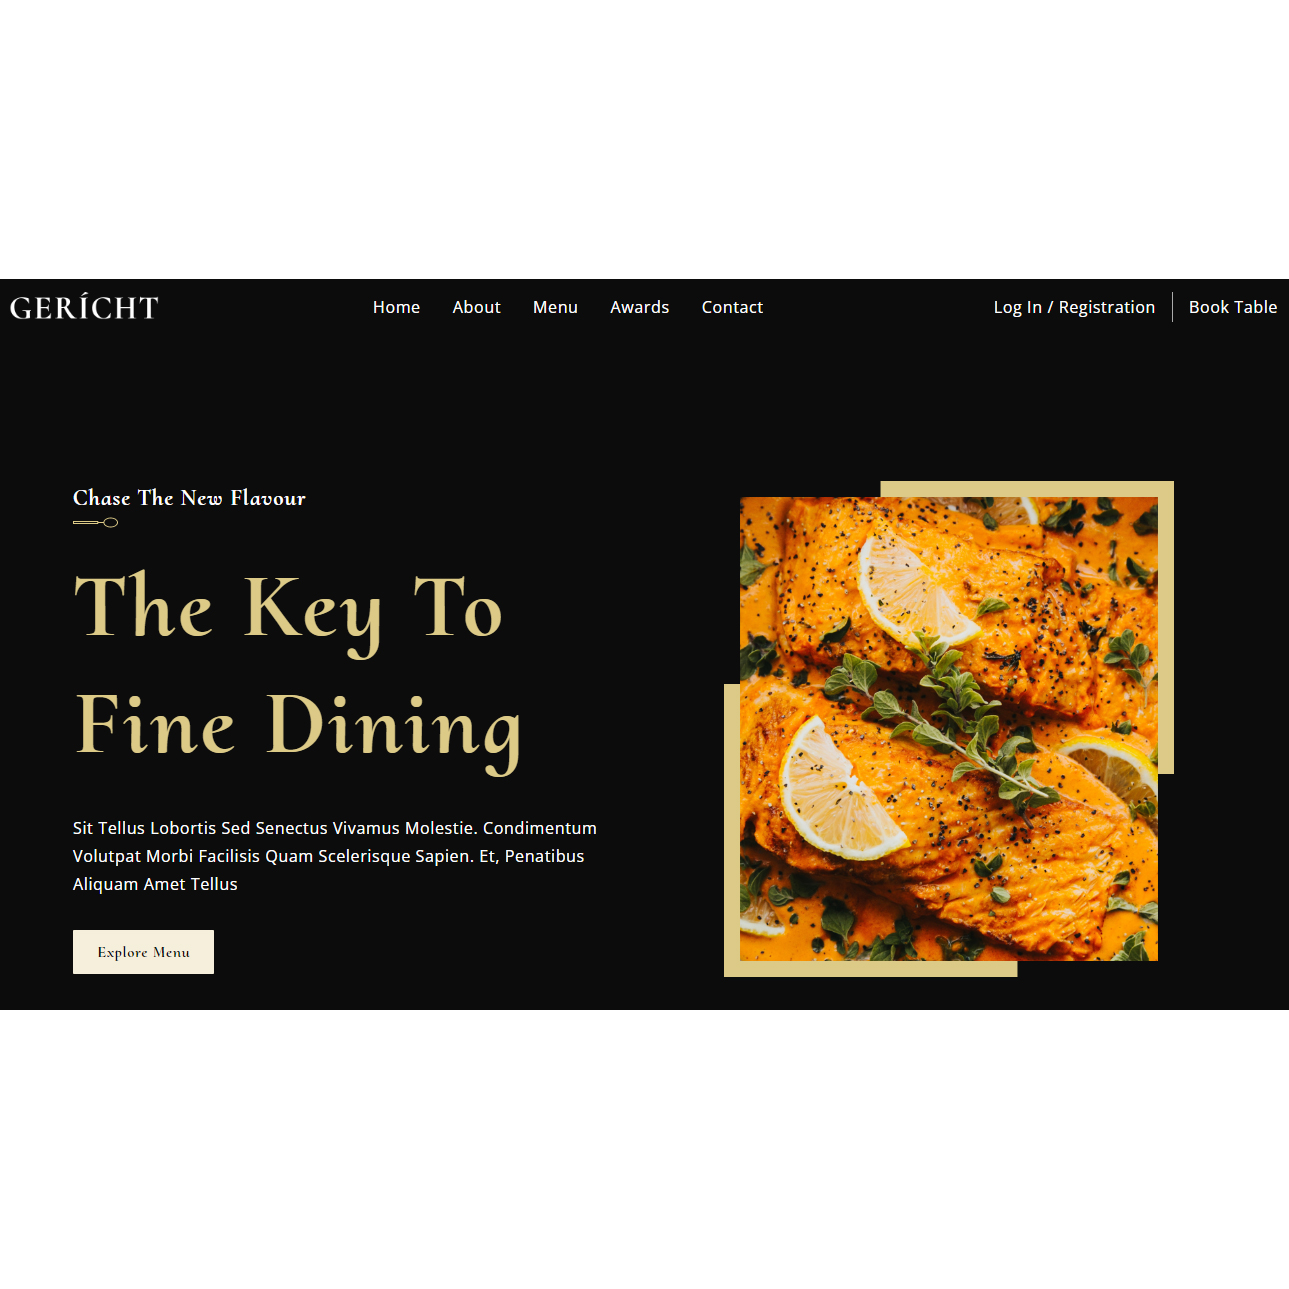 GERÍCHT
Home About Menu Awards Contact
Log In / Registration Book Table
Chase The New Flavour
The Key To
Fine Dining
Sit Tellus Lobortis Sed Senectus Vivamus Molestie. Condimentum
Volutpat Morbi Facilisis Quam Scelerisque Sapien. Et, Penatibus
Aliquam Amet Tellus
Explore Menu